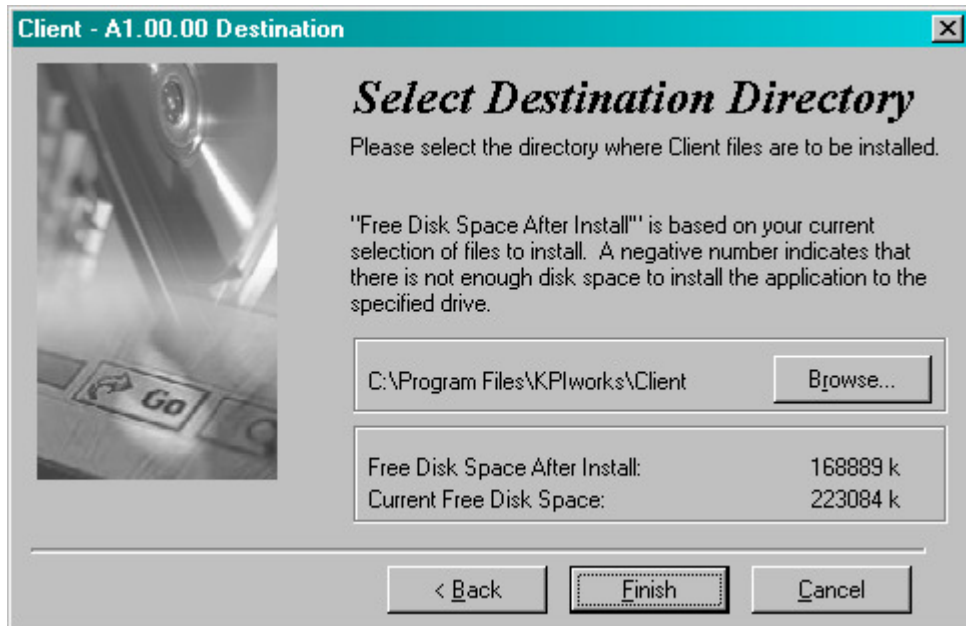 Client - A1.00.00 Destination
Select Destination Directory
Please select the directory where Client files are to be installed.
"Free Disk Space After Install'" is based on your current
selection of files to install.  A negative number indicates that
there is not enough disk space to install the application to the
specified drive.
C:\Program Files\KPIworks\Client
Browse...
Go
Free Disk Space After Install: 168889 k
Current Free Disk Space: 223084 k
< Back
Finish
Cancel